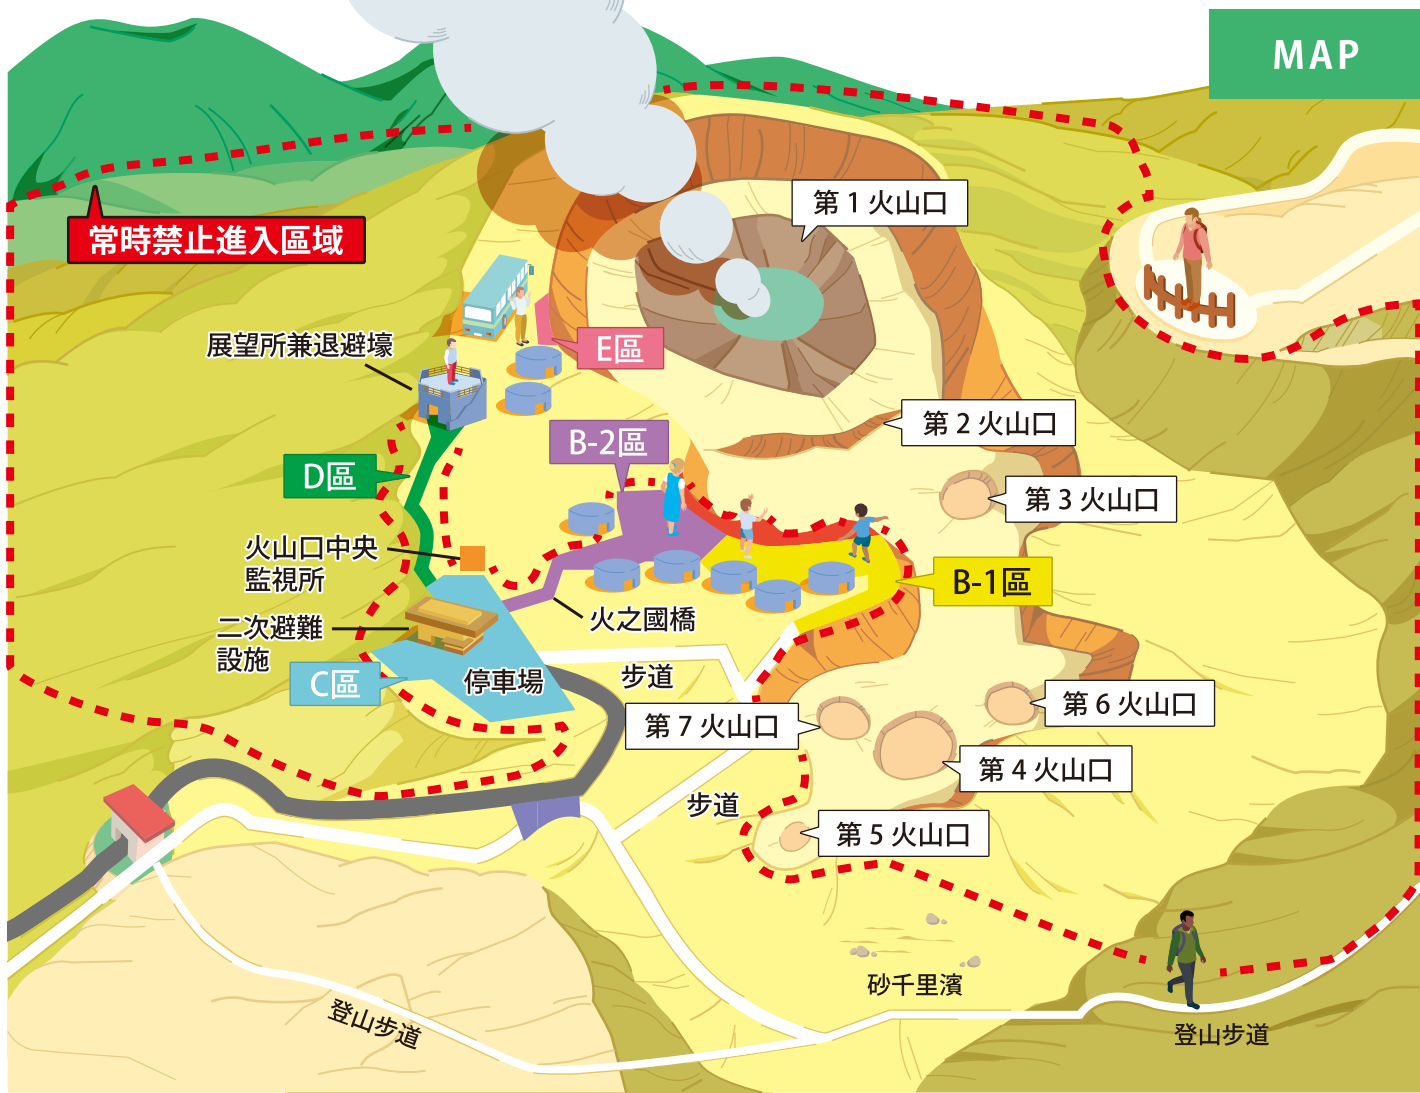 MAP
第 1 火山口
常時禁止進入區域
展望所兼退避壕
E區
第 2 火山口
B-2區
D區
第 3 火山口
火山口中央
監視所
B-1區
火之國橋
二次避難
設施
C區
停車場
步道
第 6 火山口
第 7 火山口
第 4 火山口
步道
第 5 火山口
砂千里濱
登山步道
登山步道